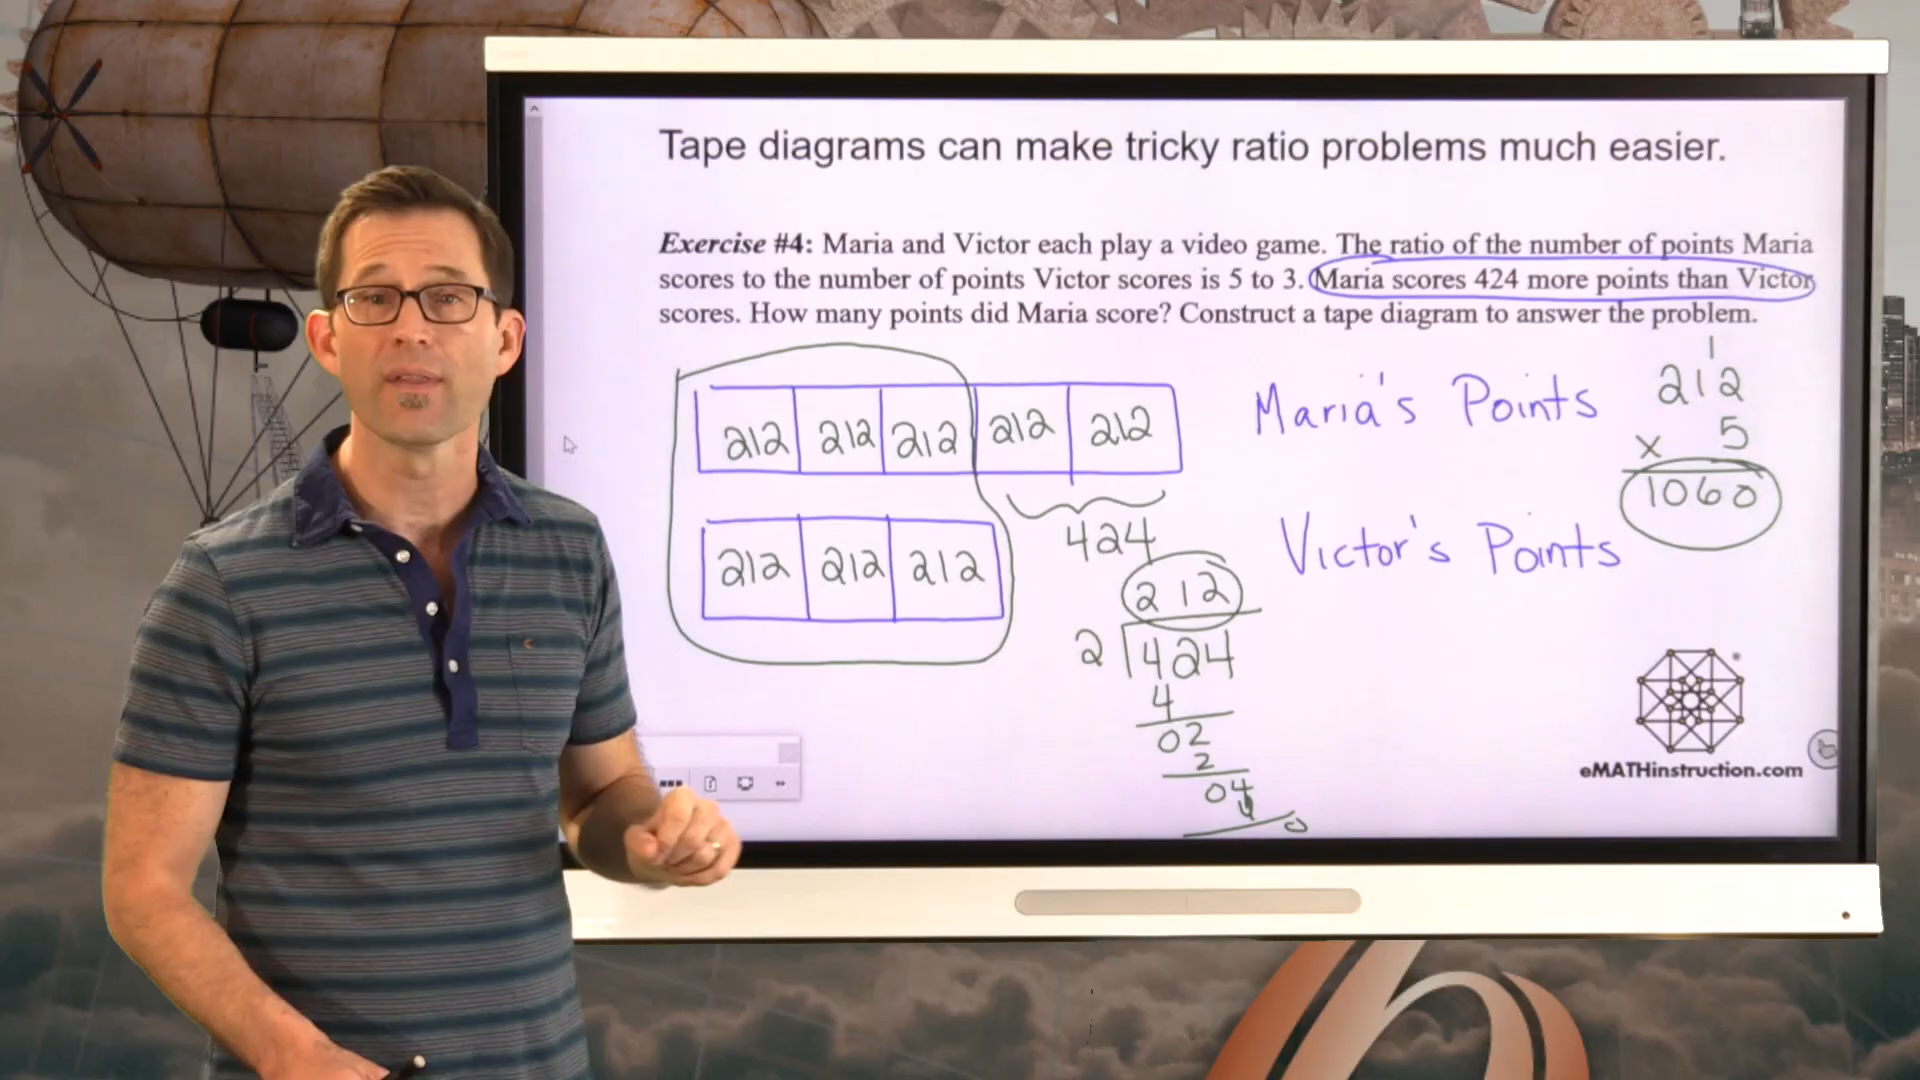 Tape diagrams can make tricky ratio problems much easier.
Exercise #4: Maria and Victor each play a video game. The ratio of the number of points Maria
scores to the number of points Victor scores is 5 to 3. Maria scores 424 more points than Victor
scores. How many points did Maria score? Construct a tape diagram to answer the problem.
212 212 212 212 212
Maria's Points
1
212
x 5
1060
424
212 212 212
Victor's Points
212
2 424
4
02
2
04
4
0
eMATHinstruction.com
6